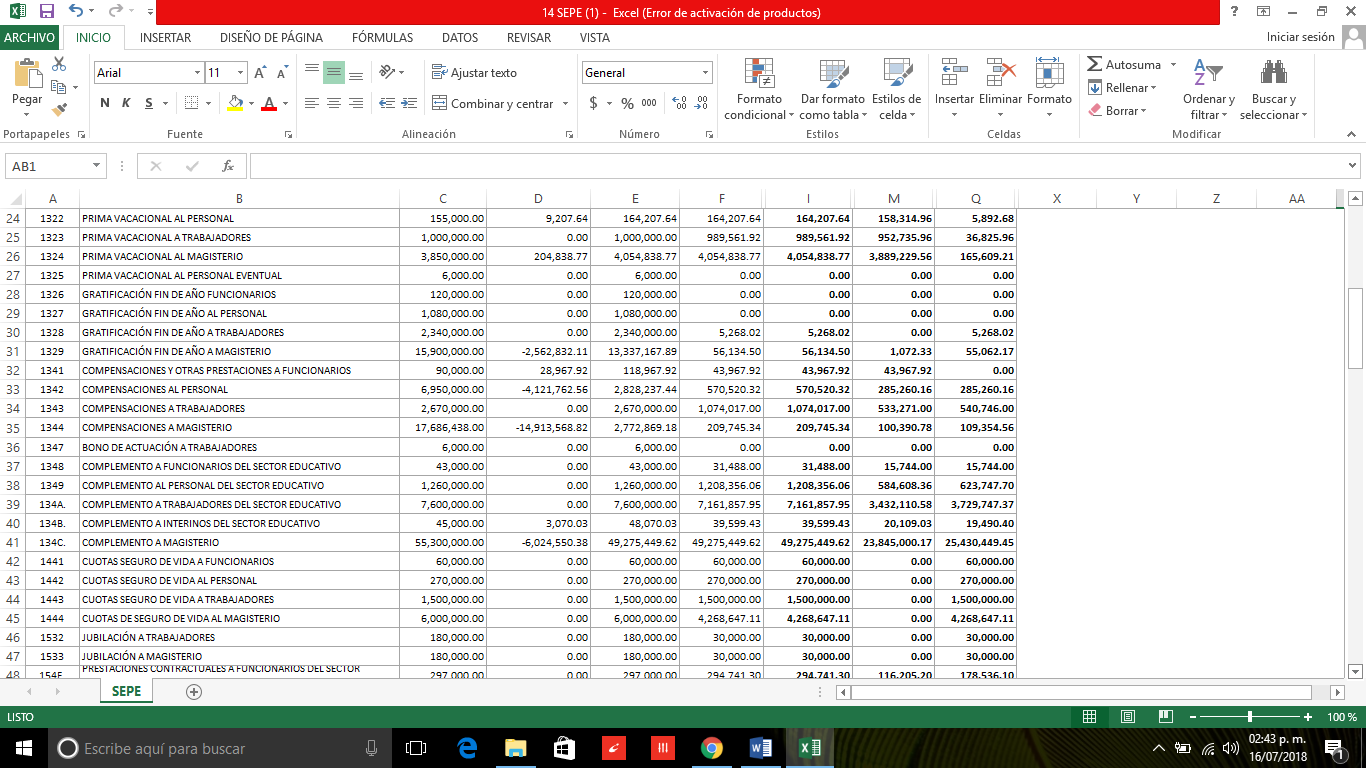 14 SEPE (1) - Excel (Error de activación de productos)
ARCHIVO INICIO INSERTAR DISEÑO DE PÁGINA FÓRMULAS DATOS REVISAR VISTA Iniciar sesión
Pegar
Portapapeles
Arial 11
N K S
Fuente
Ajustar texto
Combinar y centrar
Alineación
General
$ % 000
Número
Formato condicional
Dar formato como tabla
Estilos de celda
Estilos
Insertar Eliminar Formato
Celdas
Autosuma
Rellenar
Borrar
Ordenar y filtrar
Buscar y seleccionar
Modificar
AB1
A B C D E F I M Q X Y Z AA
24 1322 PRIMA VACACIONAL AL PERSONAL 155,000.00 9,207.64 164,207.64 164,207.64 164,207.64 158,314.96 5,892.68
25 1323 PRIMA VACACIONAL A TRABAJADORES 1,000,000.00 0.00 1,000,000.00 989,561.92 989,561.92 952,735.96 36,825.96
26 1324 PRIMA VACACIONAL AL MAGISTERIO 3,850,000.00 204,838.77 4,054,838.77 4,054,838.77 4,054,838.77 3,889,229.56 165,609.21
27 1325 PRIMA VACACIONAL AL PERSONAL EVENTUAL 6,000.00 0.00 6,000.00 0.00 0.00 0.00 0.00
28 1326 GRATIFICACIÓN FIN DE AÑO FUNCIONARIOS 120,000.00 0.00 120,000.00 0.00 0.00 0.00 0.00
29 1327 GRATIFICACIÓN FIN DE AÑO AL PERSONAL 1,080,000.00 0.00 1,080,000.00 0.00 0.00 0.00 0.00
30 1328 GRATIFICACIÓN FIN DE AÑO A TRABAJADORES 2,340,000.00 0.00 2,340,000.00 5,268.02 5,268.02 0.00 5,268.02
31 1329 GRATIFICACIÓN FIN DE AÑO A MAGISTERIO 15,900,000.00 -2,562,832.11 13,337,167.89 56,134.50 56,134.50 1,072.33 55,062.17
32 1341 COMPENSACIONES Y OTRAS PRESTACIONES A FUNCIONARIOS 90,000.00 28,967.92 118,967.92 43,967.92 43,967.92 43,967.92 0.00
33 1342 COMPENSACIONES AL PERSONAL 6,950,000.00 -4,121,762.56 2,828,237.44 570,520.32 570,520.32 285,260.16 285,260.16
34 1343 COMPENSACIONES A TRABAJADORES 2,670,000.00 0.00 2,670,000.00 1,074,017.00 1,074,017.00 533,271.00 540,746.00
35 1344 COMPENSACIONES A MAGISTERIO 17,686,438.00 -14,913,568.82 2,772,869.18 209,745.34 209,745.34 100,390.78 109,354.56
36 1347 BONO DE ACTUACIÓN A TRABAJADORES 6,000.00 0.00 6,000.00 0.00 0.00 0.00 0.00
37 1348 COMPLEMENTO A FUNCIONARIOS DEL SECTOR EDUCATIVO 43,000.00 0.00 43,000.00 31,488.00 31,488.00 15,744.00 15,744.00
38 1349 COMPLEMENTO AL PERSONAL DEL SECTOR EDUCATIVO 1,260,000.00 0.00 1,260,000.00 1,208,356.06 1,208,356.06 584,608.36 623,747.70
39 134A. COMPLEMENTO A TRABAJADORES DEL SECTOR EDUCATIVO 7,600,000.00 0.00 7,600,000.00 7,161,857.95 7,161,857.95 3,432,110.58 3,729,747.37
40 134B. COMPLEMENTO A INTERINOS DEL SECTOR EDUCATIVO 45,000.00 3,070.03 48,070.03 39,599.43 39,599.43 20,109.03 19,490.40
41 134C. COMPLEMENTO A MAGISTERIO 55,300,000.00 -6,024,550.38 49,275,449.62 49,275,449.62 49,275,449.62 23,845,000.17 25,430,449.45
42 1441 CUOTAS SEGURO DE VIDA A FUNCIONARIOS 60,000.00 0.00 60,000.00 60,000.00 60,000.00 0.00 60,000.00
43 1442 CUOTAS SEGURO DE VIDA AL PERSONAL 270,000.00 0.00 270,000.00 270,000.00 270,000.00 0.00 270,000.00
44 1443 CUOTAS SEGURO DE VIDA A TRABAJADORES 1,500,000.00 0.00 1,500,000.00 1,500,000.00 1,500,000.00 0.00 1,500,000.00
45 1444 CUOTAS DE SEGURO DE VIDA AL MAGISTERIO 6,000,000.00 0.00 6,000,000.00 4,268,647.11 4,268,647.11 0.00 4,268,647.11
46 1532 JUBILACIÓN A TRABAJADORES 180,000.00 0.00 180,000.00 30,000.00 30,000.00 0.00 30,000.00
47 1533 JUBILACIÓN A MAGISTERIO 180,000.00 0.00 180,000.00 30,000.00 30,000.00 0.00 30,000.00
48 PRESTACIONES CONTRACTUALES A FUNCIONARIOS DEL SECTOR 297,000.00 0.00 297,000.00 294,741.30 294,741.30 116,205.20 178,536.10
SEPE
LISTO 100 %
Escribe aquí para buscar
02:43 p. m.
16/07/2018